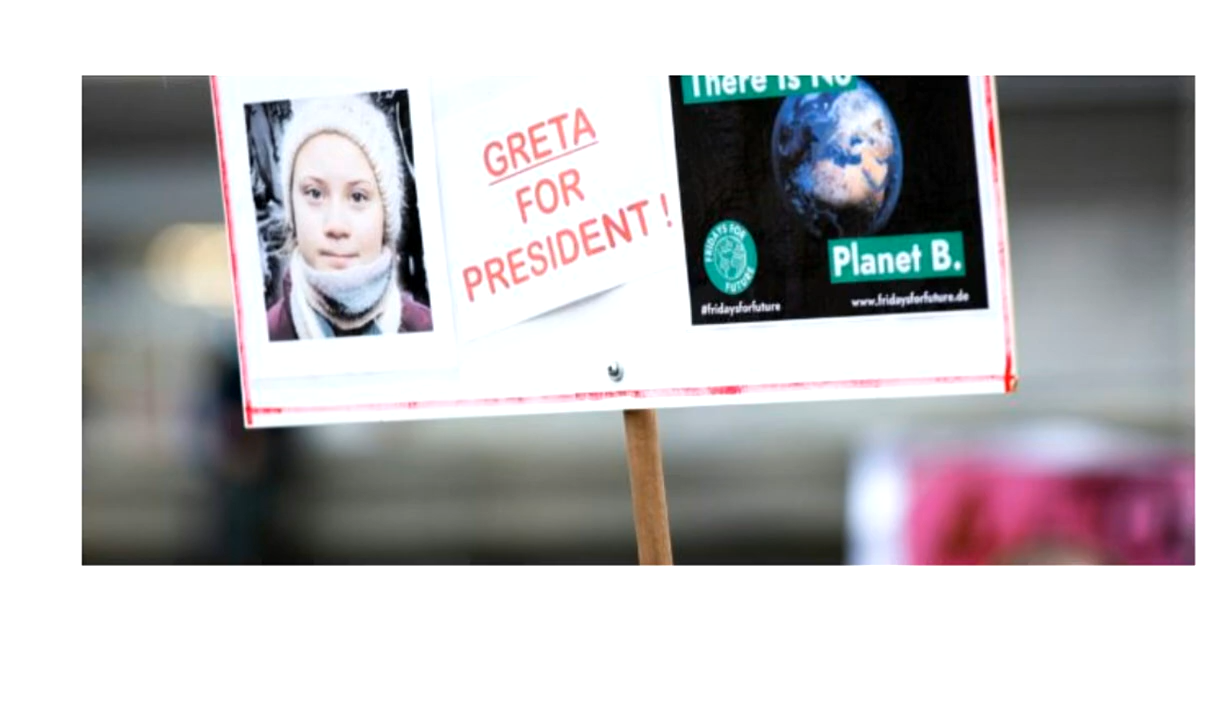 GRETA
FOR
PRESIDENT !
There is No
Planet B.
FRIDAYS FOR
FUTURE
#fridaysforfuture
www.fridaysforfuture.de